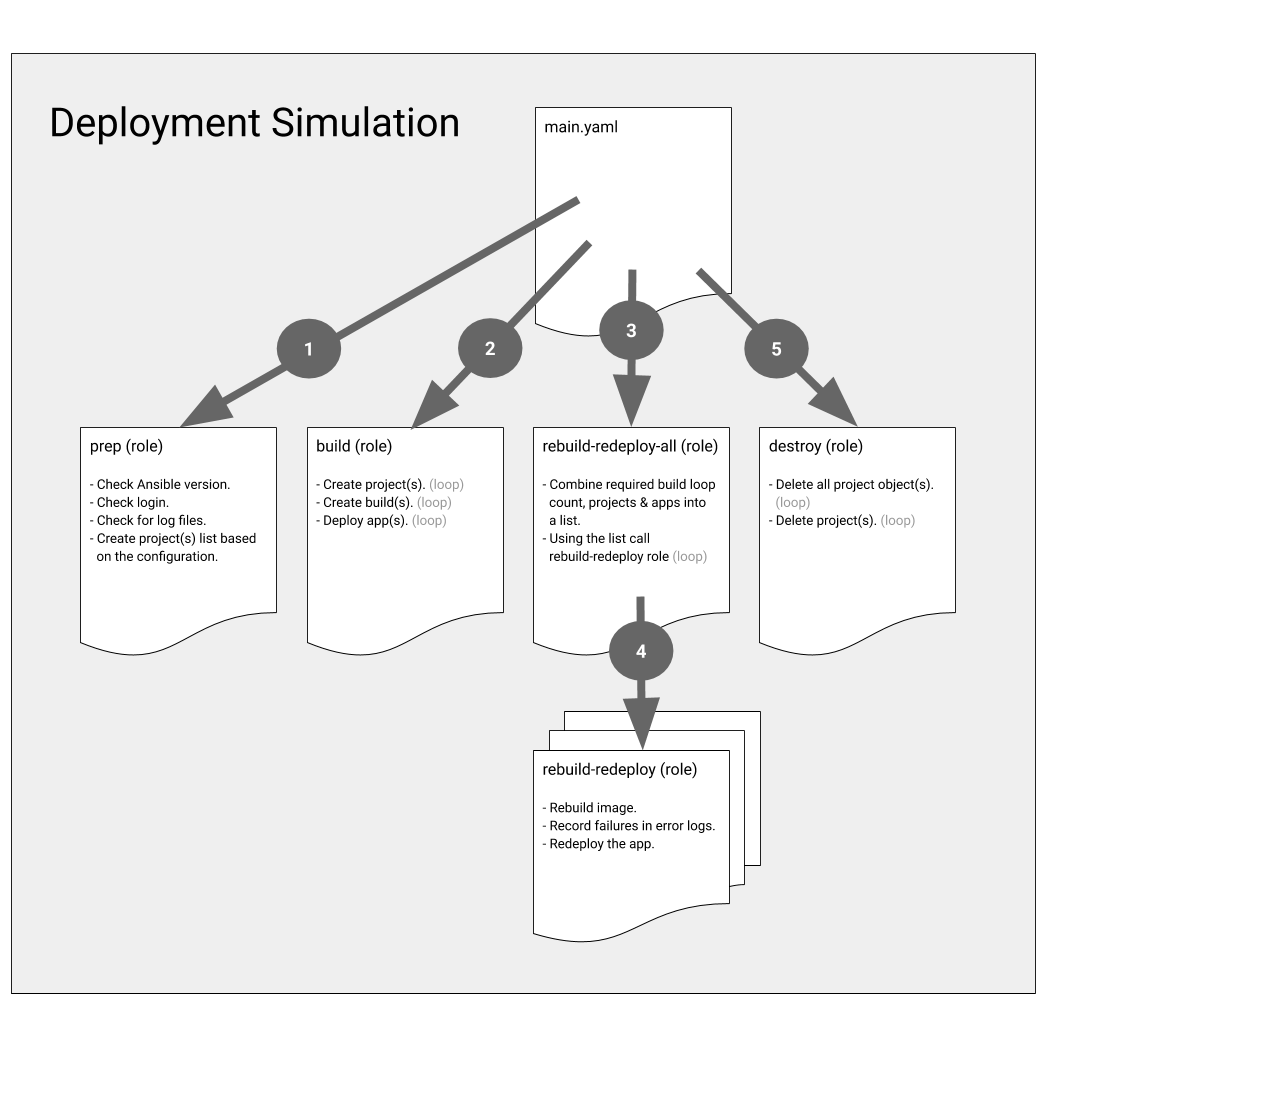 Deployment Simulation
main.yaml
1
2
3
5
prep (role)
- Check Ansible version.
- Check login.
- Check for log files.
- Create project(s) list based
on the configuration.
build (role)
- Create project(s). (loop)
- Create build(s). (loop)
- Deploy app(s). (loop)
rebuild-redeploy-all (role)
- Combine required build loop
count, projects & apps into
a list.
- Using the list call
rebuild-redeploy role (loop)
destroy (role)
- Delete all project object(s).
(loop)
- Delete project(s). (loop)
4
rebuild-redeploy (role)
- Rebuild image.
- Record failures in error logs.
- Redeploy the app.